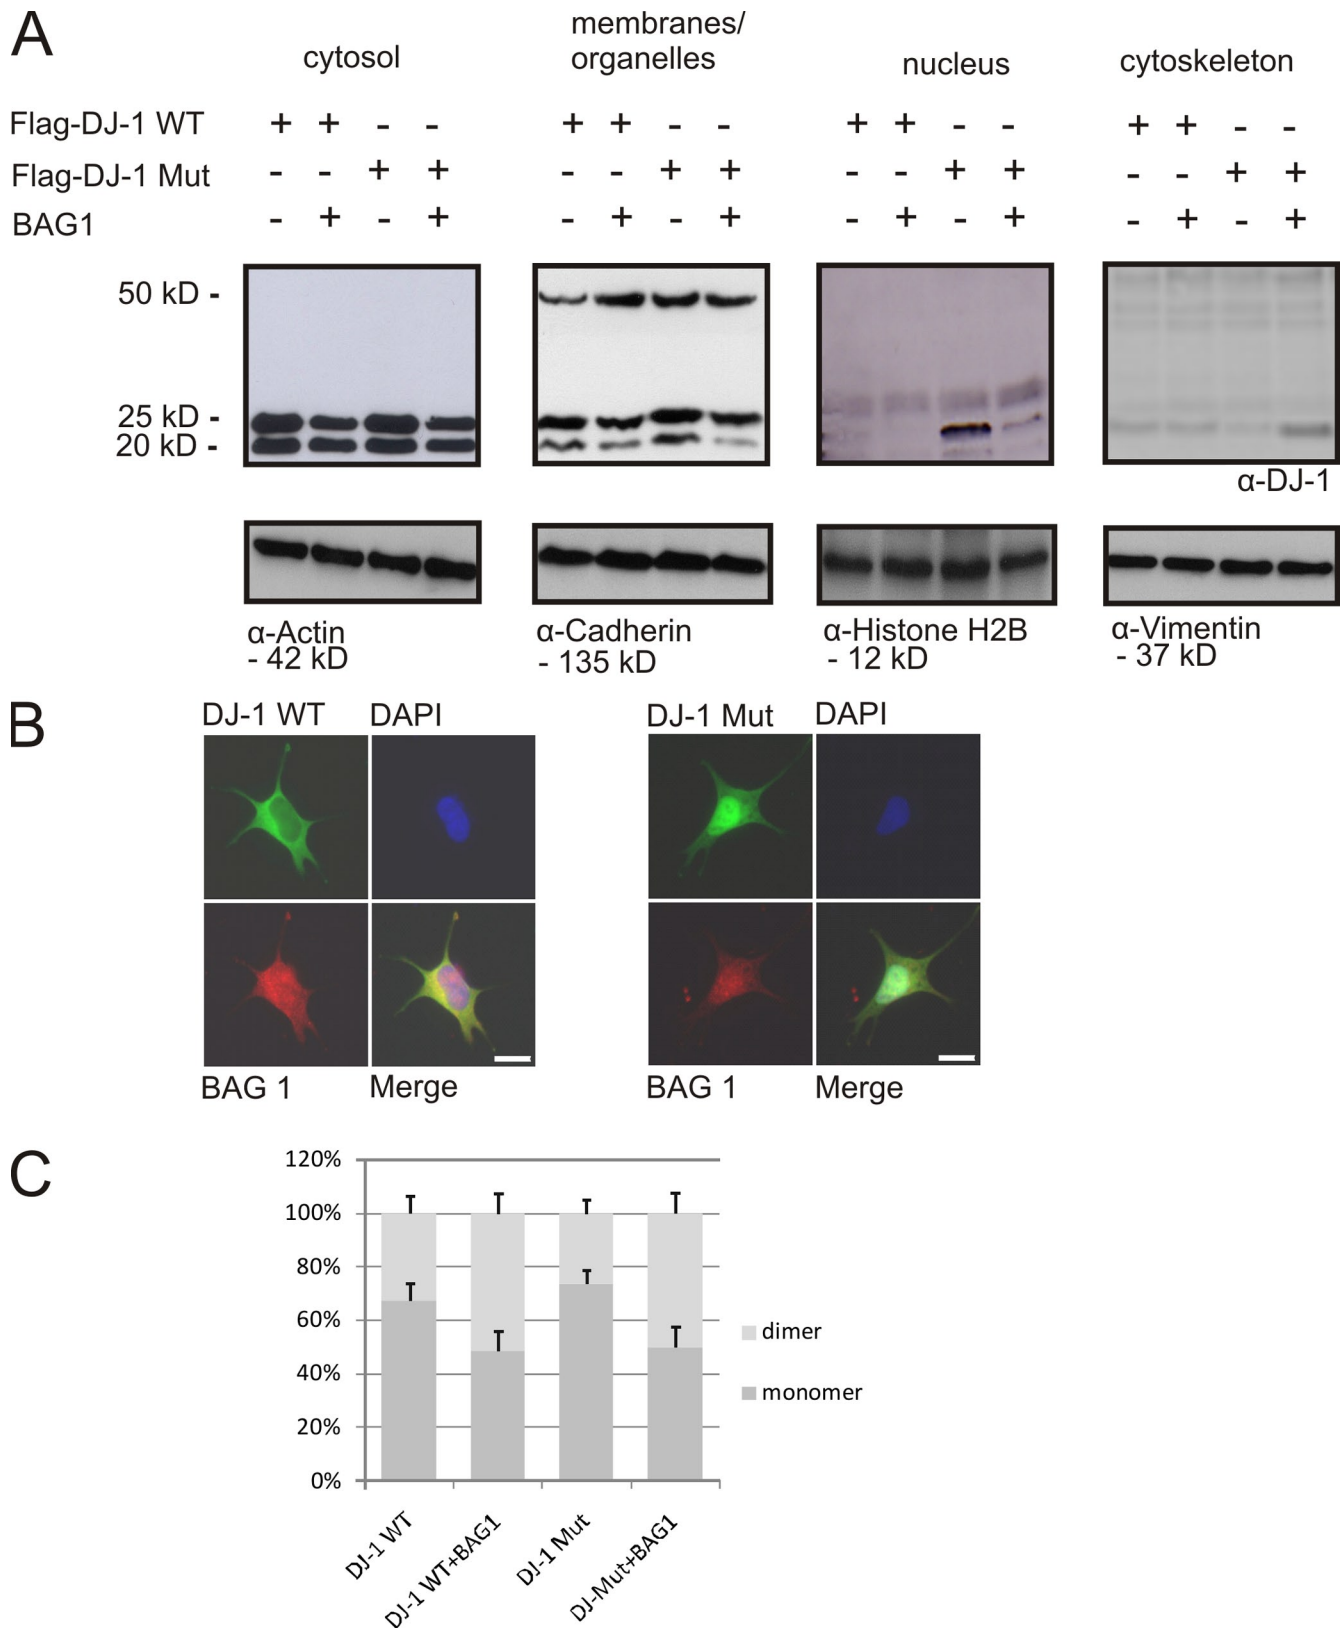 A
cytosol
membranes/
organelles
nucleus
cytoskeleton
Flag-DJ-1 WT + + - - + + - - + + - - + + - -
Flag-DJ-1 Mut - - + + - - + + - - + + - - + +
BAG1 - + - + - + - + - + - + - + - +
50 kD -
25 kD -
20 kD -
α-DJ-1
α-Actin
- 42 kD
α-Cadherin
- 135 kD
α-Histone H2B
- 12 kD
α-Vimentin
- 37 kD
B
DJ-1 WT DAPI
DJ-1 Mut DAPI
BAG 1 Merge
BAG 1 Merge
C
120%
100%
80%
60%
40%
20%
0%
dimer
monomer
DJ-1 WT
DJ-1 WT+BAG1
DJ-1 Mut
DJ-Mut+BAG1